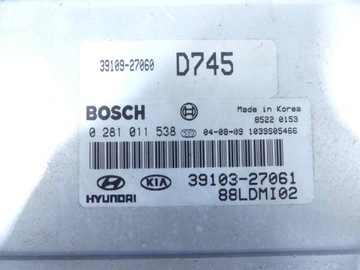 39109-27060 D745
BOSCH
Made in Korea
8522 0153
0 281 011 538 04-08-09 1039S05466
HYUNDAI KIA 39103-27061
88LDMI02